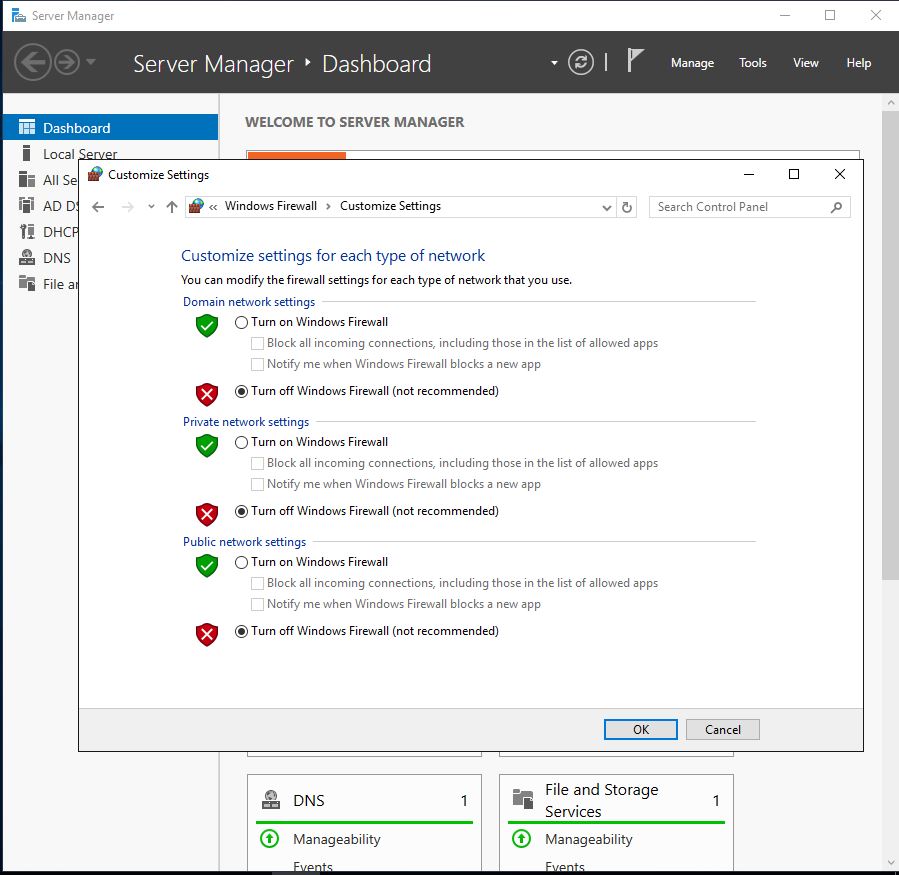 Server Manager
Server Manager Dashboard
Manage Tools View Help
Dashboard
Local Server
All Se
AD DS
DHCP
DNS
File an
WELCOME TO SERVER MANAGER
Customize Settings
« Windows Firewall › Customize Settings
Search Control Panel
Customize settings for each type of network
You can modify the firewall settings for each type of network that you use.
Domain network settings
Turn on Windows Firewall
Block all incoming connections, including those in the list of allowed apps
Notify me when Windows Firewall blocks a new app
Turn off Windows Firewall (not recommended)
Private network settings
Turn on Windows Firewall
Block all incoming connections, including those in the list of allowed apps
Notify me when Windows Firewall blocks a new app
Turn off Windows Firewall (not recommended)
Public network settings
Turn on Windows Firewall
Block all incoming connections, including those in the list of allowed apps
Notify me when Windows Firewall blocks a new app
Turn off Windows Firewall (not recommended)
OK Cancel
DNS 1
Manageability
Events
File and Storage
Services 1
Manageability
Events